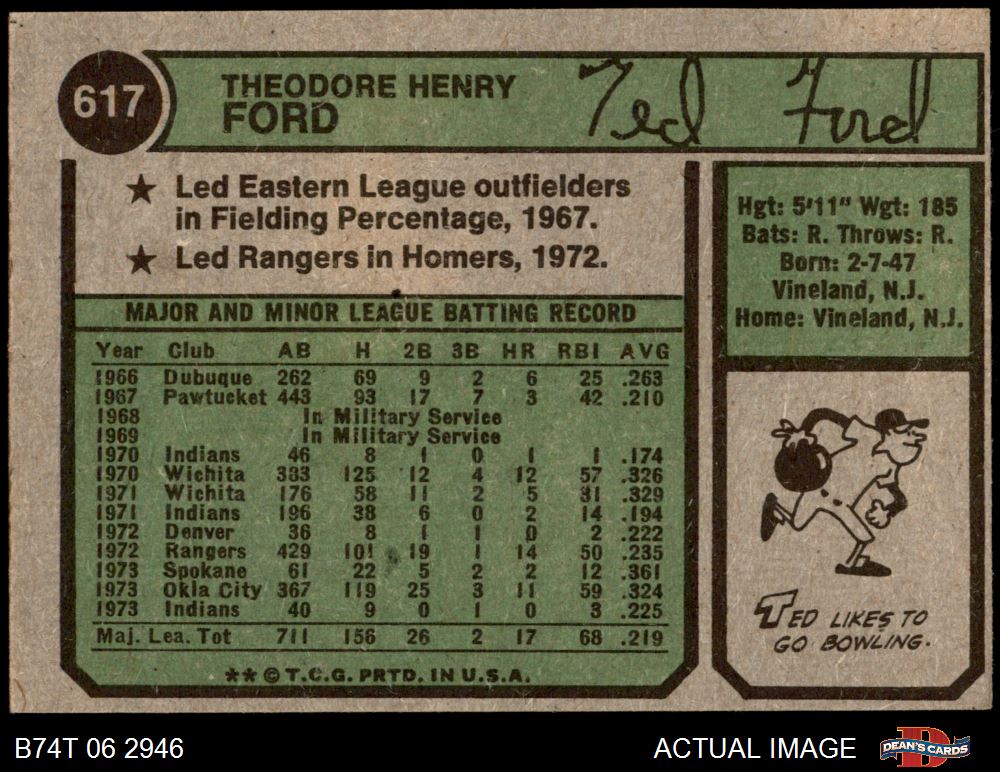 617
THEODORE HENRY
FORD
Ted Ford
★ Led Eastern League outfielders
in Fielding Percentage, 1967.
★ Led Rangers in Homers, 1972.
Hgt: 5'11" Wgt: 185
Bats: R. Throws: R.
Born: 2-7-47
Vineland, N.J.
Home: Vineland, N.J.
MAJOR AND MINOR LEAGUE BATTING RECORD
Year Club AB H 2B 3B HR RBI AVG
1966 Dubuque 262 69 9 2 6 25 .263
1967 Pawtucket 443 93 17 7 3 42 .210
1968 In Military Service
1969 In Military Service
1970 Indians 46 8 1 0 1 1 .174
1970 Wichita 383 125 12 4 12 57 .326
1971 Wichita 176 58 11 2 5 31 .329
1971 Indians 196 38 6 0 2 14 .194
1972 Denver 36 8 1 1 0 2 .222
1972 Rangers 429 101 19 1 14 50 .235
1973 Spokane 61 22 5 2 2 12 .361
1973 Okla City 367 119 25 3 11 59 .324
1973 Indians 40 9 0 1 0 3 .225
Maj. Lea. Tot 711 156 26 2 17 68 .219
** © T.C.G. PRTD. IN U.S.A.
TED LIKES TO
GO BOWLING.
B74T 06 2946
ACTUAL IMAGE
D
DEAN'S CARDS